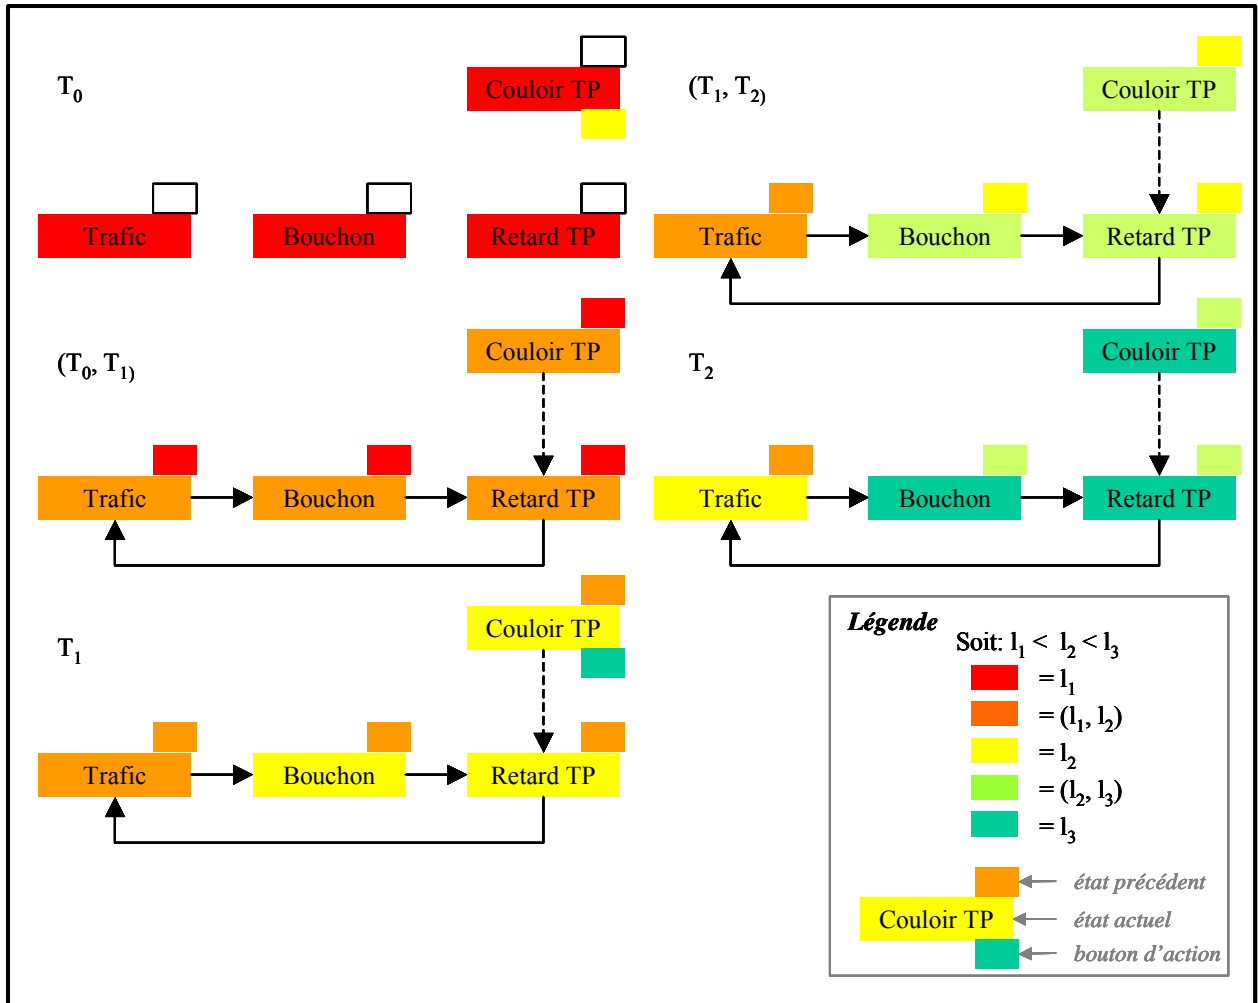 T0
Couloir TP
Trafic
Bouchon
Retard TP
(T0, T1)
Couloir TP
Trafic
Bouchon
Retard TP
T1
Couloir TP
Trafic
Bouchon
Retard TP
(T1, T2)
Couloir TP
Trafic
Bouchon
Retard TP
T2
Couloir TP
Trafic
Bouchon
Retard TP
Légende
Soit: l1 < l2 < l3
= l1
= (l1, l2)
= l2
= (l2, l3)
= l3
état précédent
Couloir TP
état actuel
bouton d’action